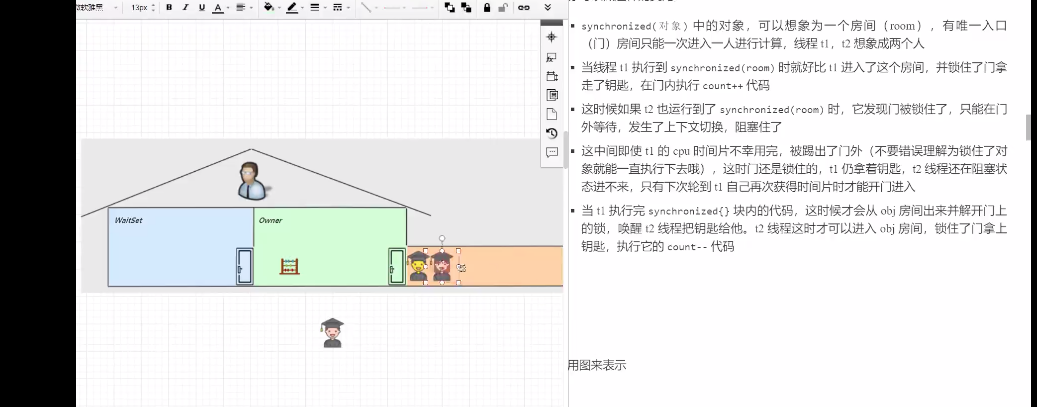 13px
B I U A
WaitSet
Owner
synchronized(对象) 中的对象，可以想象为一个房间（room），有唯一入口
（门）房间只能一次进入一人进行计算，线程 t1，t2 想象成两个人
当线程 t1 执行到 synchronized(room) 时就好比 t1 进入了这个房间，并锁住了门拿
走了钥匙，在门内执行 count++ 代码
这时候如果 t2 也运行到了 synchronized(room) 时，它发现门被锁住了，只能在门
外等待，发生了上下文切换，阻塞住了
这中间即使 t1 的 cpu 时间片不幸用完，被踢出了门外（不要错误理解为锁住了对
象就能一直执行下去哦），这时门还是锁住的，t1 仍拿着钥匙，t2 线程还在阻塞状
态进不来，只有下次轮到 t1 自己再次获得时间片时才能开门进入
当 t1 执行完 synchronized{} 块内的代码，这时候才会从 obj 房间出来并解开门上
的锁，唤醒 t2 线程把钥匙给他。t2 线程这时才可以进入 obj 房间，锁住了门拿上
钥匙，执行它的 count-- 代码
用图来表示